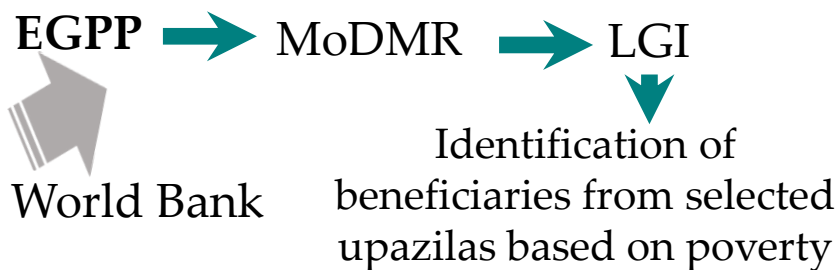 EGPP MoDMR LGI
World Bank
Identification of
beneficiaries from selected
upazilas based on poverty